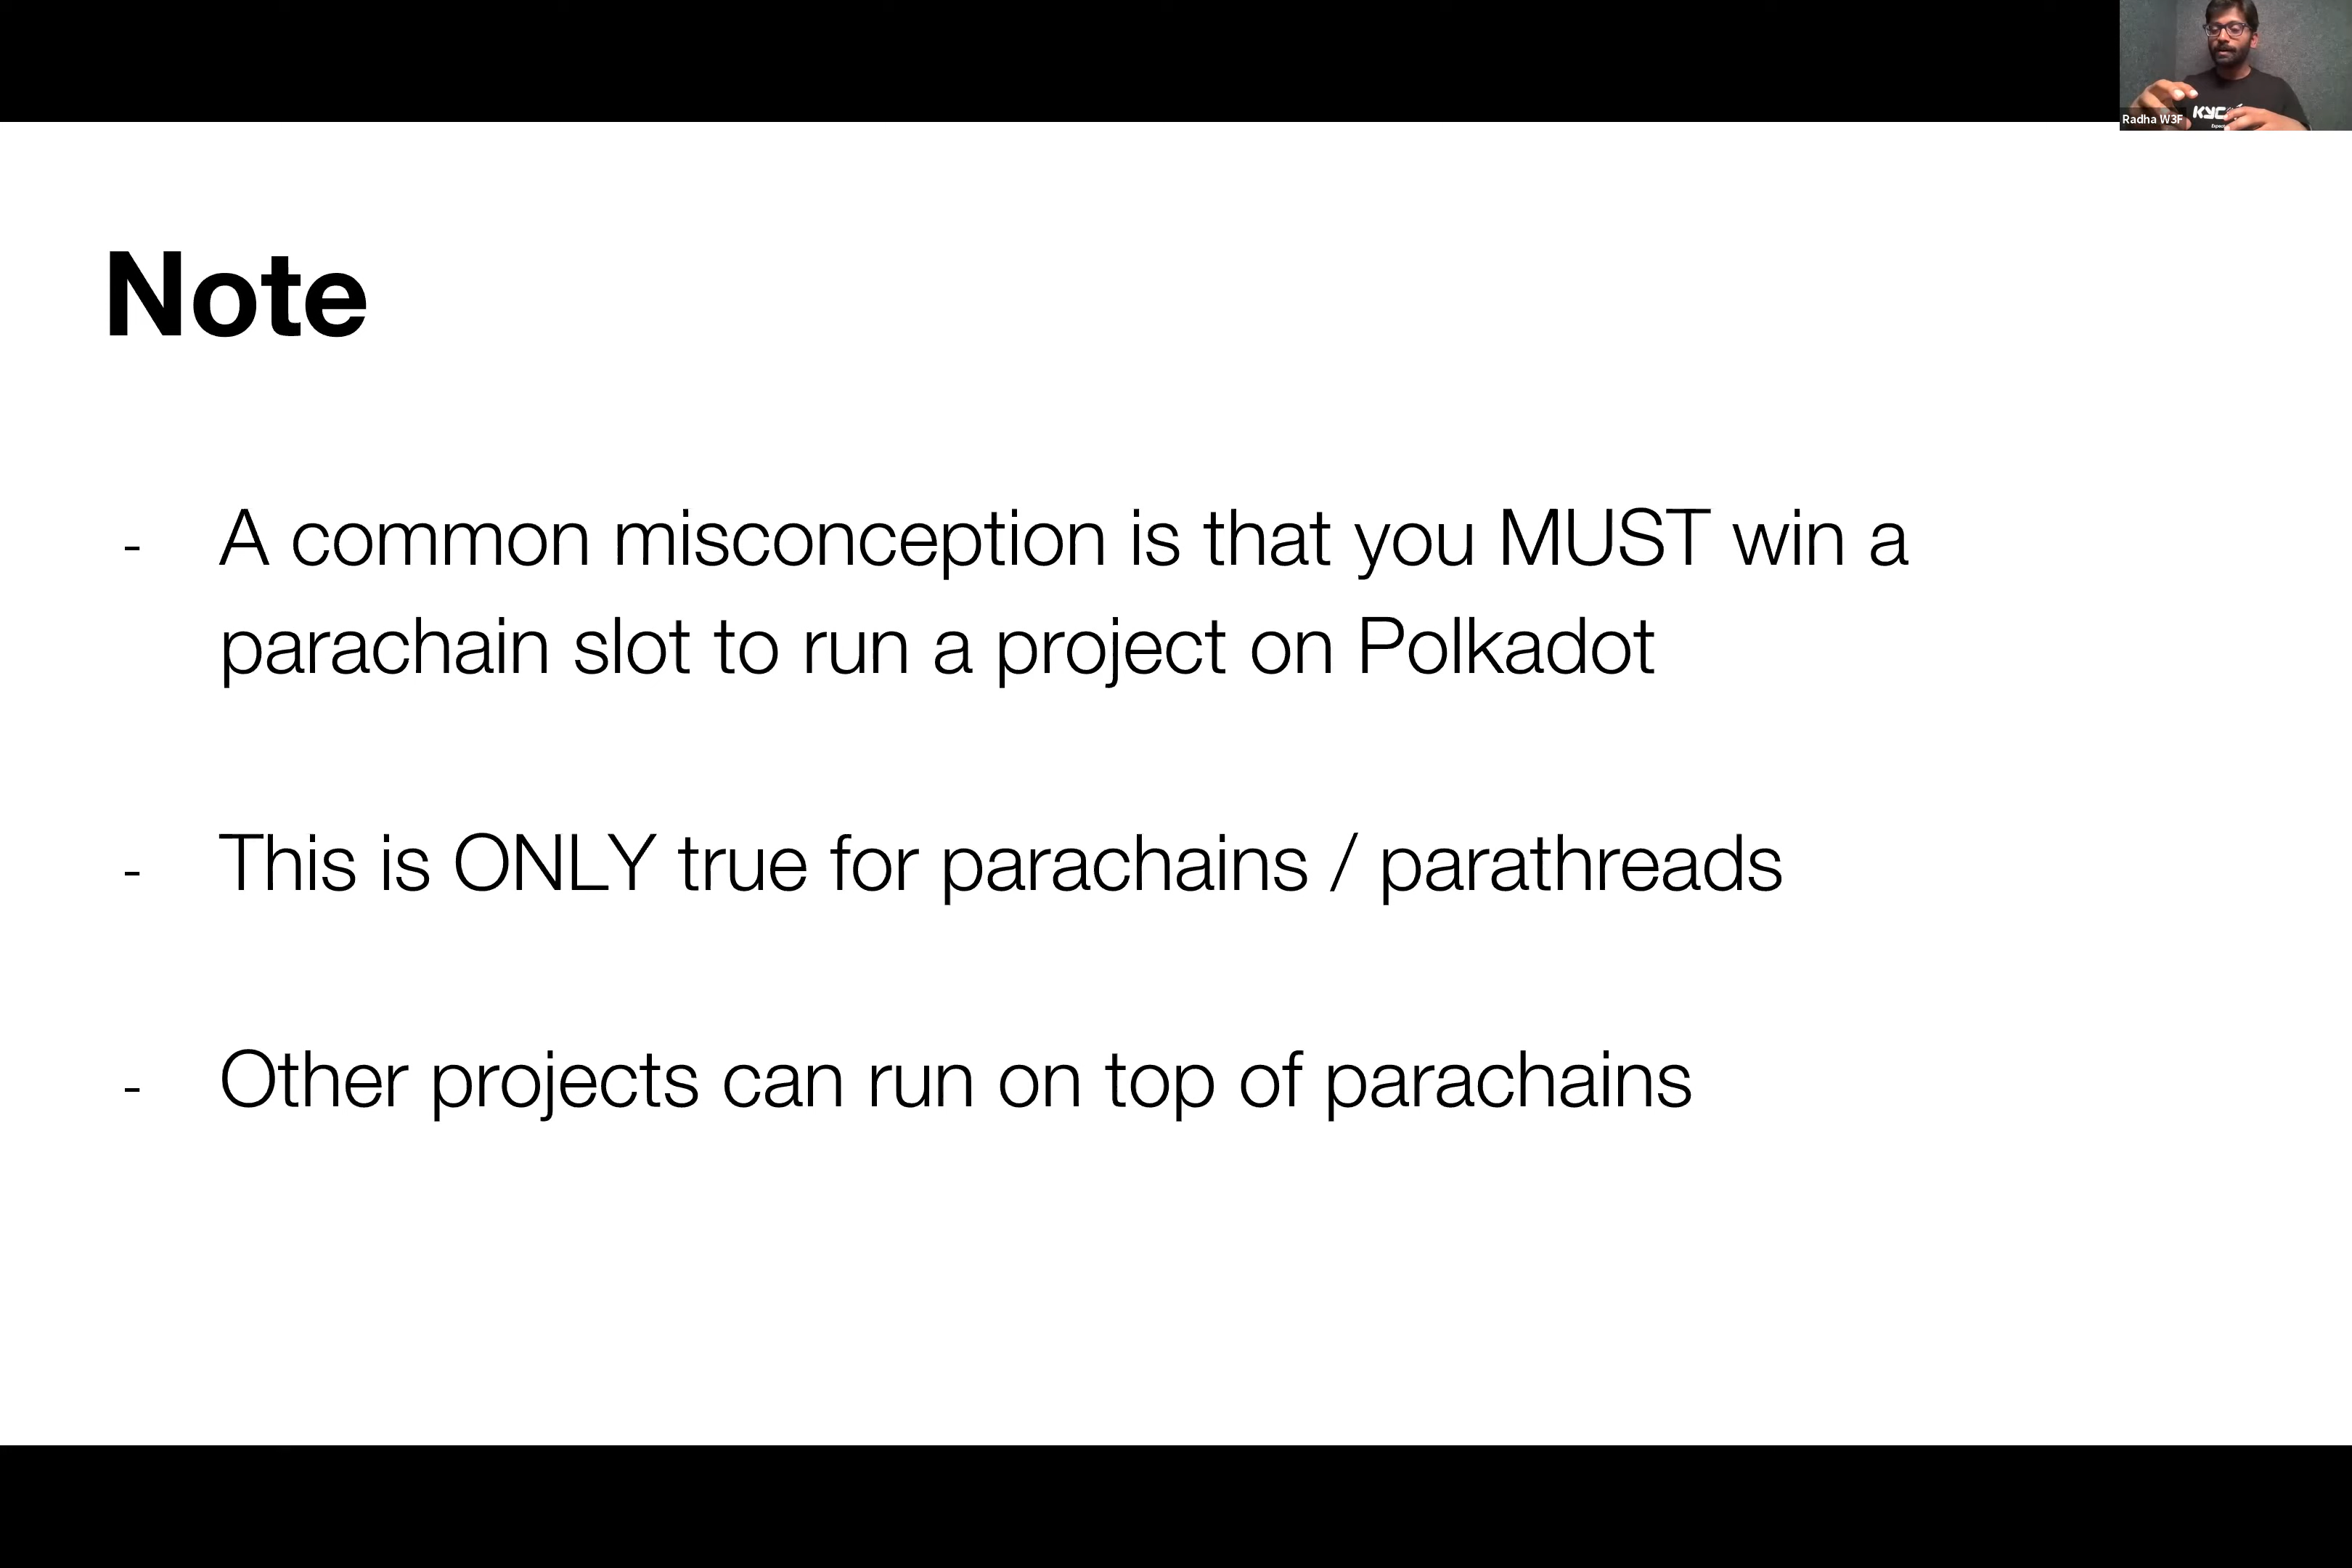 Radha W3F
KYC
Note
- A common misconception is that you MUST win a
parachain slot to run a project on Polkadot
- This is ONLY true for parachains / parathreads
- Other projects can run on top of parachains